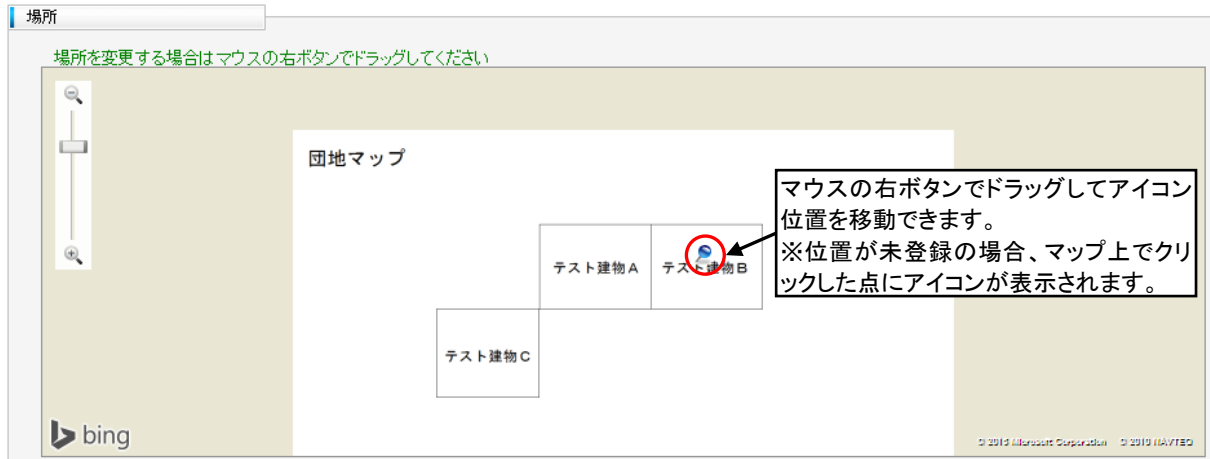 場所
場所を変更する場合はマウスの右ボタンでドラッグしてください
団地マップ
マウスの右ボタンでドラッグしてアイコン
位置を移動できます。
※位置が未登録の場合、マップ上でクリ
ックした点にアイコンが表示されます。
テスト建物A テスト建物B
テスト建物C
bing
© 2015 Microsoft Corporation © 2010 NAVTEQ